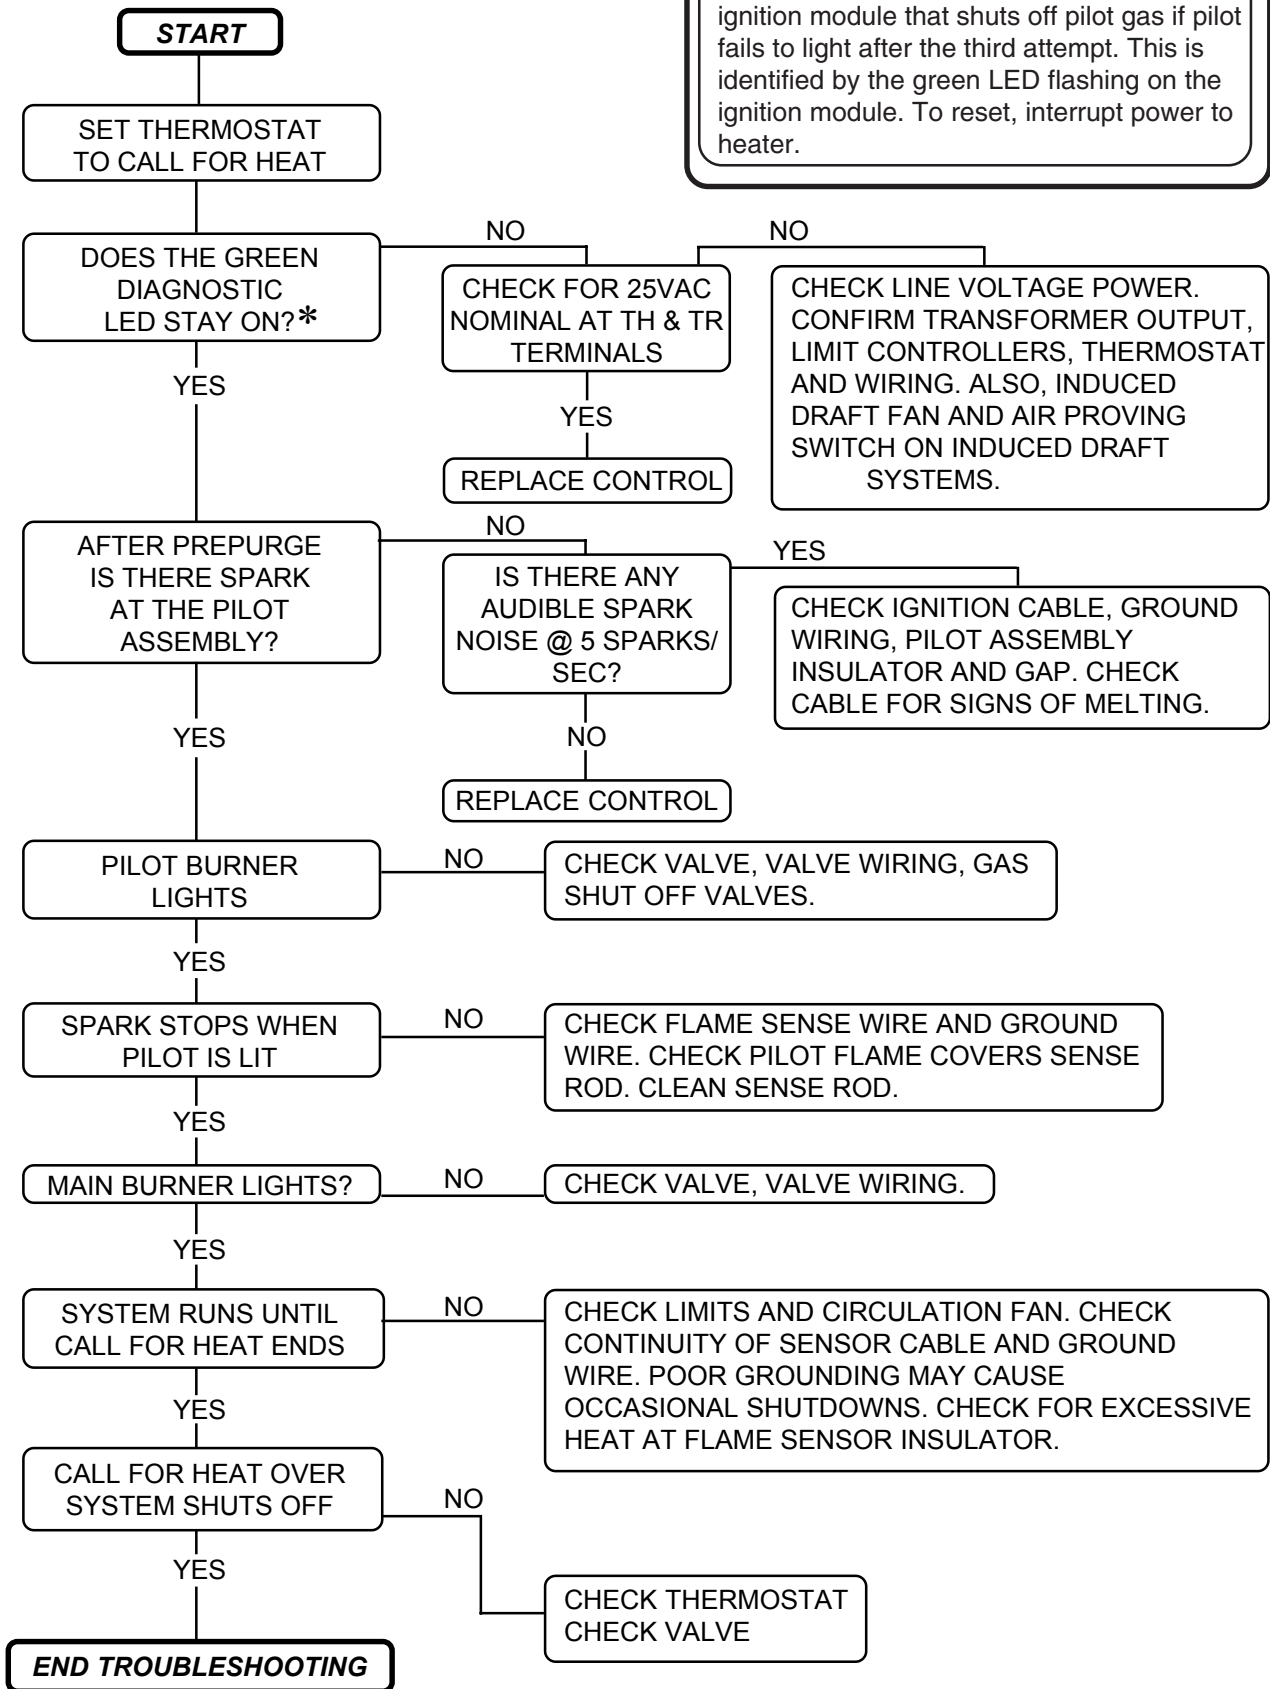 ignition module that shuts off pilot gas if pilot
fails to light after the third attempt. This is
identified by the green LED flashing on the
ignition module. To reset, interrupt power to
heater.
START
SET THERMOSTAT
TO CALL FOR HEAT
DOES THE GREEN
DIAGNOSTIC
LED STAY ON?*
NO
CHECK FOR 25VAC
NOMINAL AT TH & TR
TERMINALS
NO
CHECK LINE VOLTAGE POWER.
CONFIRM TRANSFORMER OUTPUT,
LIMIT CONTROLLERS, THERMOSTAT
AND WIRING. ALSO, INDUCED
DRAFT FAN AND AIR PROVING
SWITCH ON INDUCED DRAFT
SYSTEMS.
YES
REPLACE CONTROL
YES
AFTER PREPURGE
IS THERE SPARK
AT THE PILOT
ASSEMBLY?
NO
IS THERE ANY
AUDIBLE SPARK
NOISE @ 5 SPARKS/
SEC?
YES
CHECK IGNITION CABLE, GROUND
WIRING, PILOT ASSEMBLY
INSULATOR AND GAP. CHECK
CABLE FOR SIGNS OF MELTING.
NO
REPLACE CONTROL
YES
PILOT BURNER
LIGHTS
NO
CHECK VALVE, VALVE WIRING, GAS
SHUT OFF VALVES.
YES
SPARK STOPS WHEN
PILOT IS LIT
NO
CHECK FLAME SENSE WIRE AND GROUND
WIRE. CHECK PILOT FLAME COVERS SENSE
ROD. CLEAN SENSE ROD.
YES
MAIN BURNER LIGHTS?
NO
CHECK VALVE, VALVE WIRING.
YES
SYSTEM RUNS UNTIL
CALL FOR HEAT ENDS
NO
CHECK LIMITS AND CIRCULATION FAN. CHECK
CONTINUITY OF SENSOR CABLE AND GROUND
WIRE. POOR GROUNDING MAY CAUSE
OCCASIONAL SHUTDOWNS. CHECK FOR EXCESSIVE
HEAT AT FLAME SENSOR INSULATOR.
YES
CALL FOR HEAT OVER
SYSTEM SHUTS OFF
NO
CHECK THERMOSTAT
CHECK VALVE
YES
END TROUBLESHOOTING